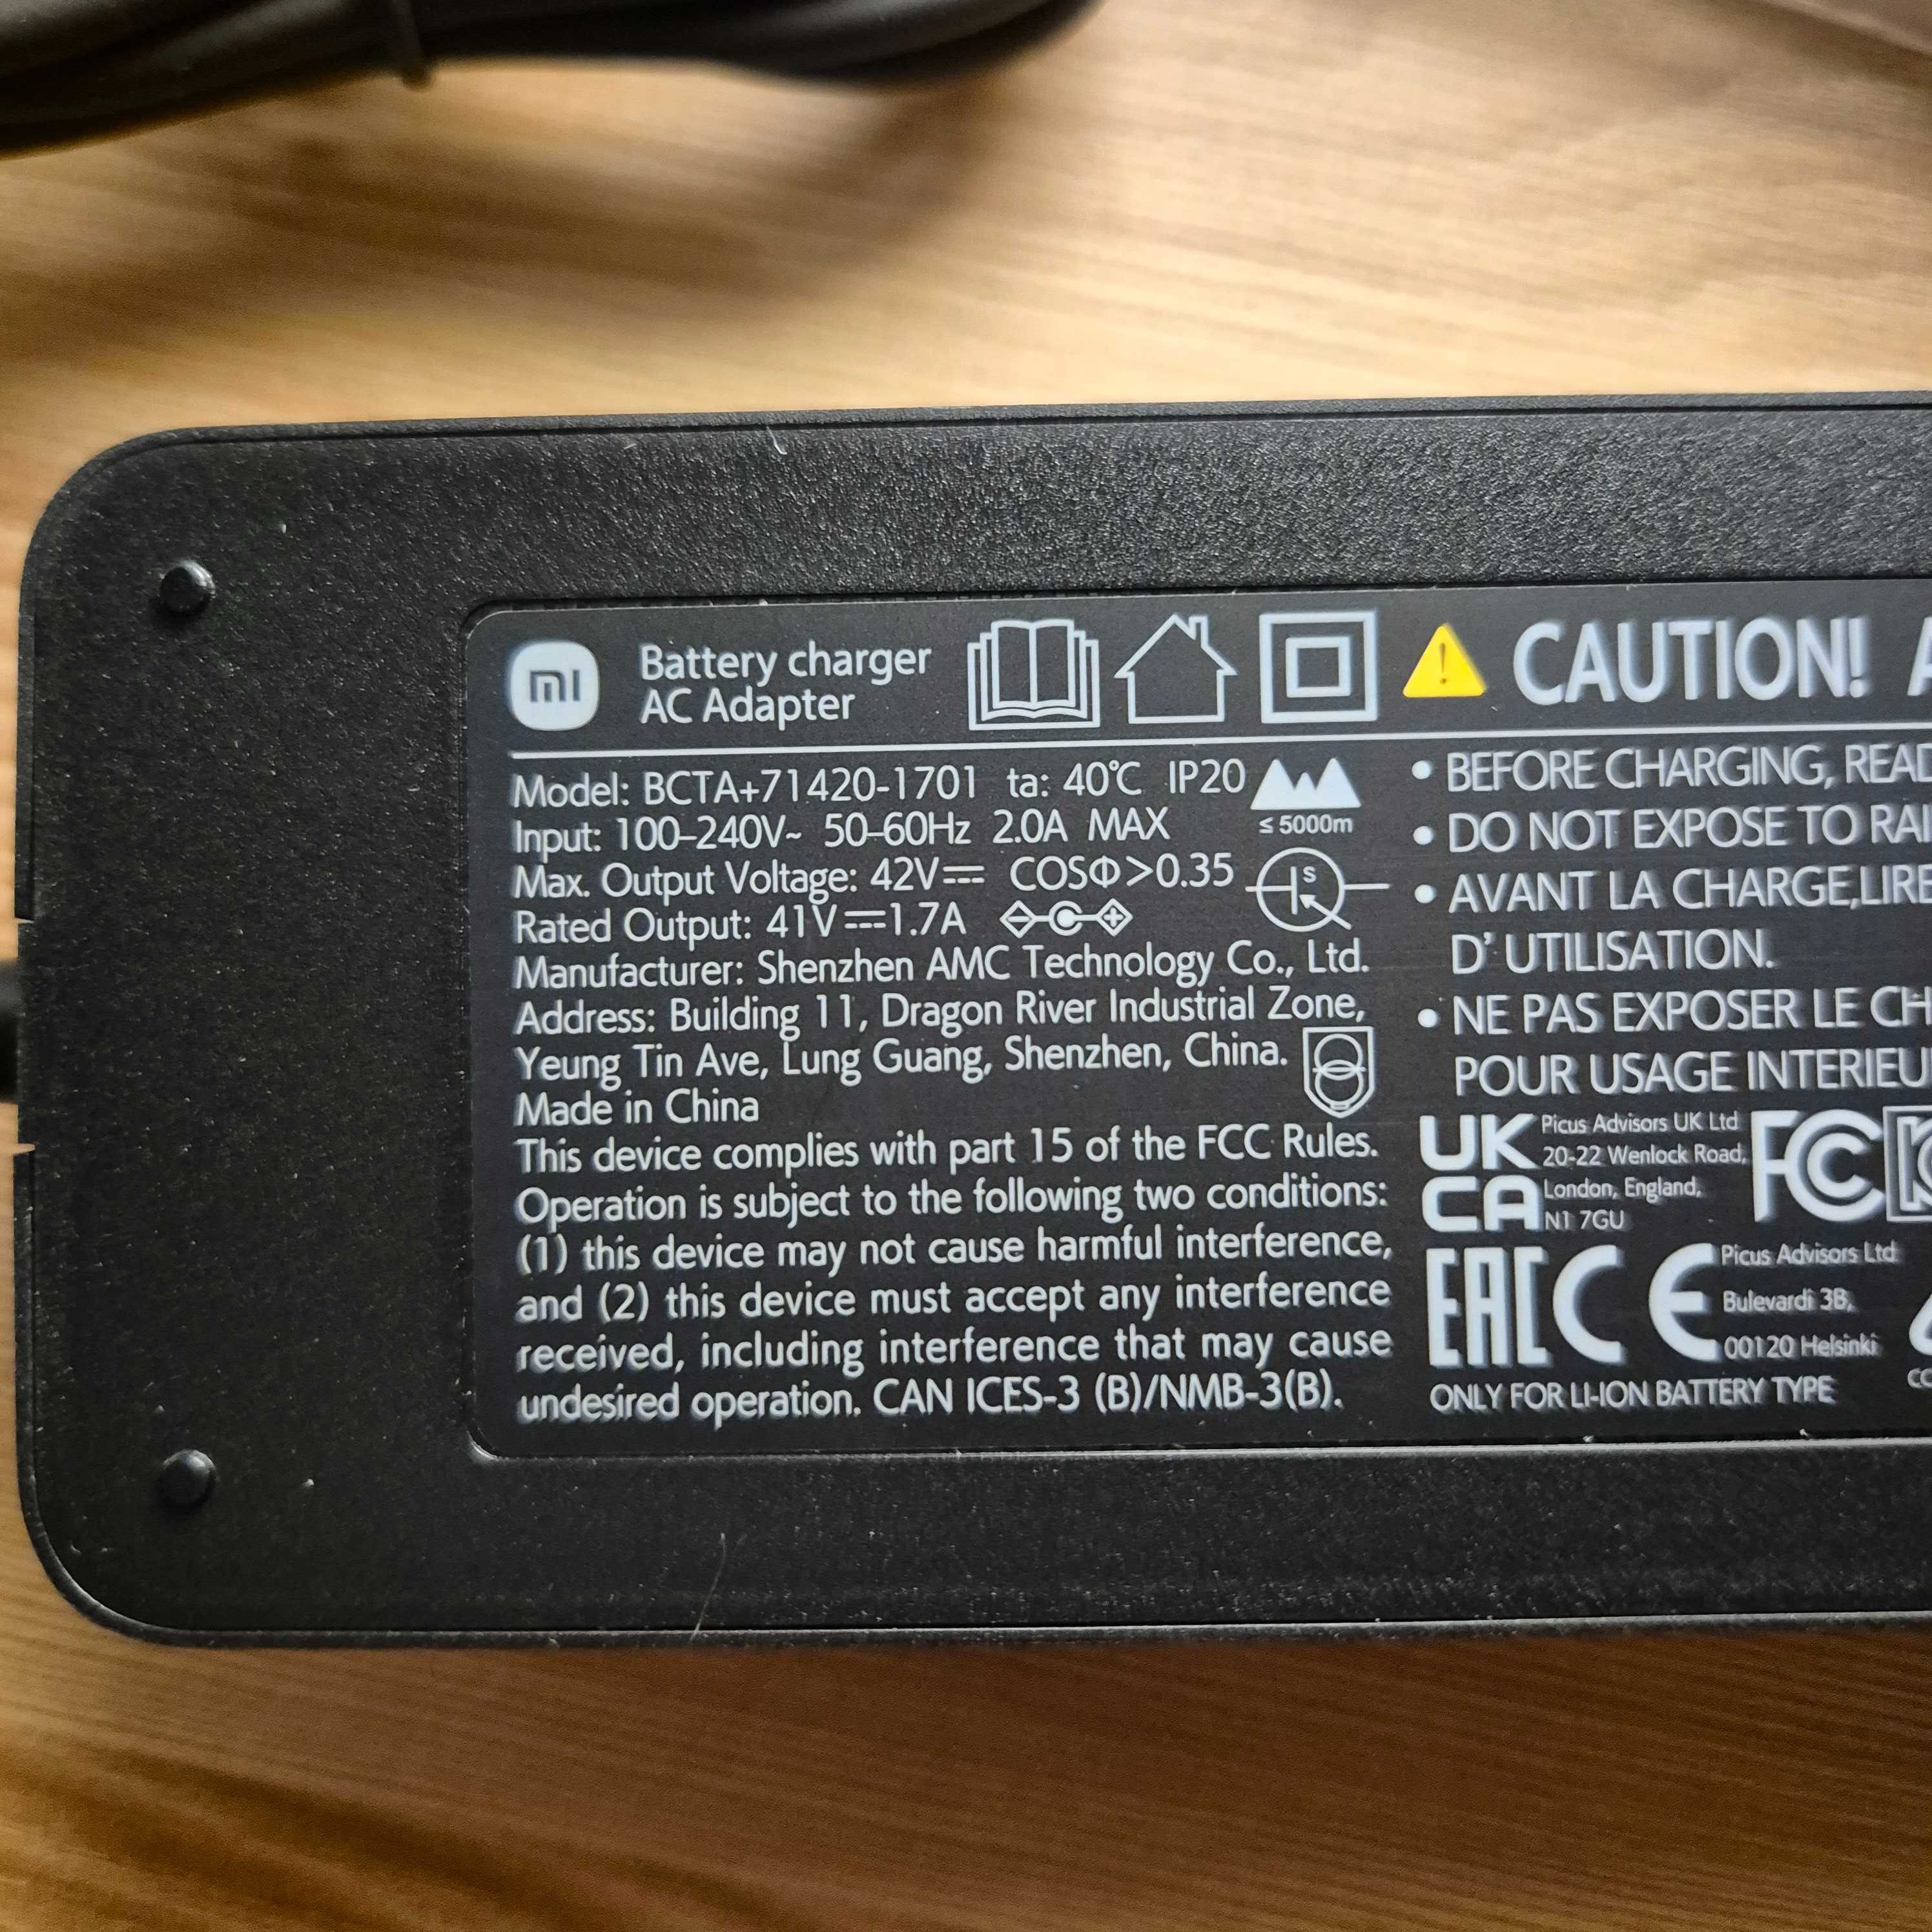 mi
Battery charger
AC Adapter
Model: BCTA+71420-1701 ta: 40℃ IP20
≤ 5000m
Input: 100–240V~ 50–60Hz 2.0A MAX
Max. Output Voltage: 42V⎓ COSΦ>0.35
S
Rated Output: 41V⎓1.7A
Manufacturer: Shenzhen AMC Technology Co., Ltd.
Address: Building 11, Dragon River Industrial Zone,
Yeung Tin Ave, Lung Guang, Shenzhen, China.
Made in China
This device complies with part 15 of the FCC Rules.
Operation is subject to the following two conditions:
(1) this device may not cause harmful interference,
and (2) this device must accept any interference
received, including interference that may cause
undesired operation. CAN ICES-3 (B)/NMB-3(B).
CAUTION!
• BEFORE CHARGING, READ
• DO NOT EXPOSE TO
• AVANT LA CHARGE,LIRE
D’ UTILISATION.
• NE PAS EXPOSER LE
POUR USAGE
UK
CA
Picus Advisors UK Ltd
20-22 Wenlock Road,
London, England,
N1 7GU
FC
EAC CE
Picus Advisors Ltd
Bulevardi 3B,
00120 Helsinki
ONLY FOR LI-ION BATTERY TYPE